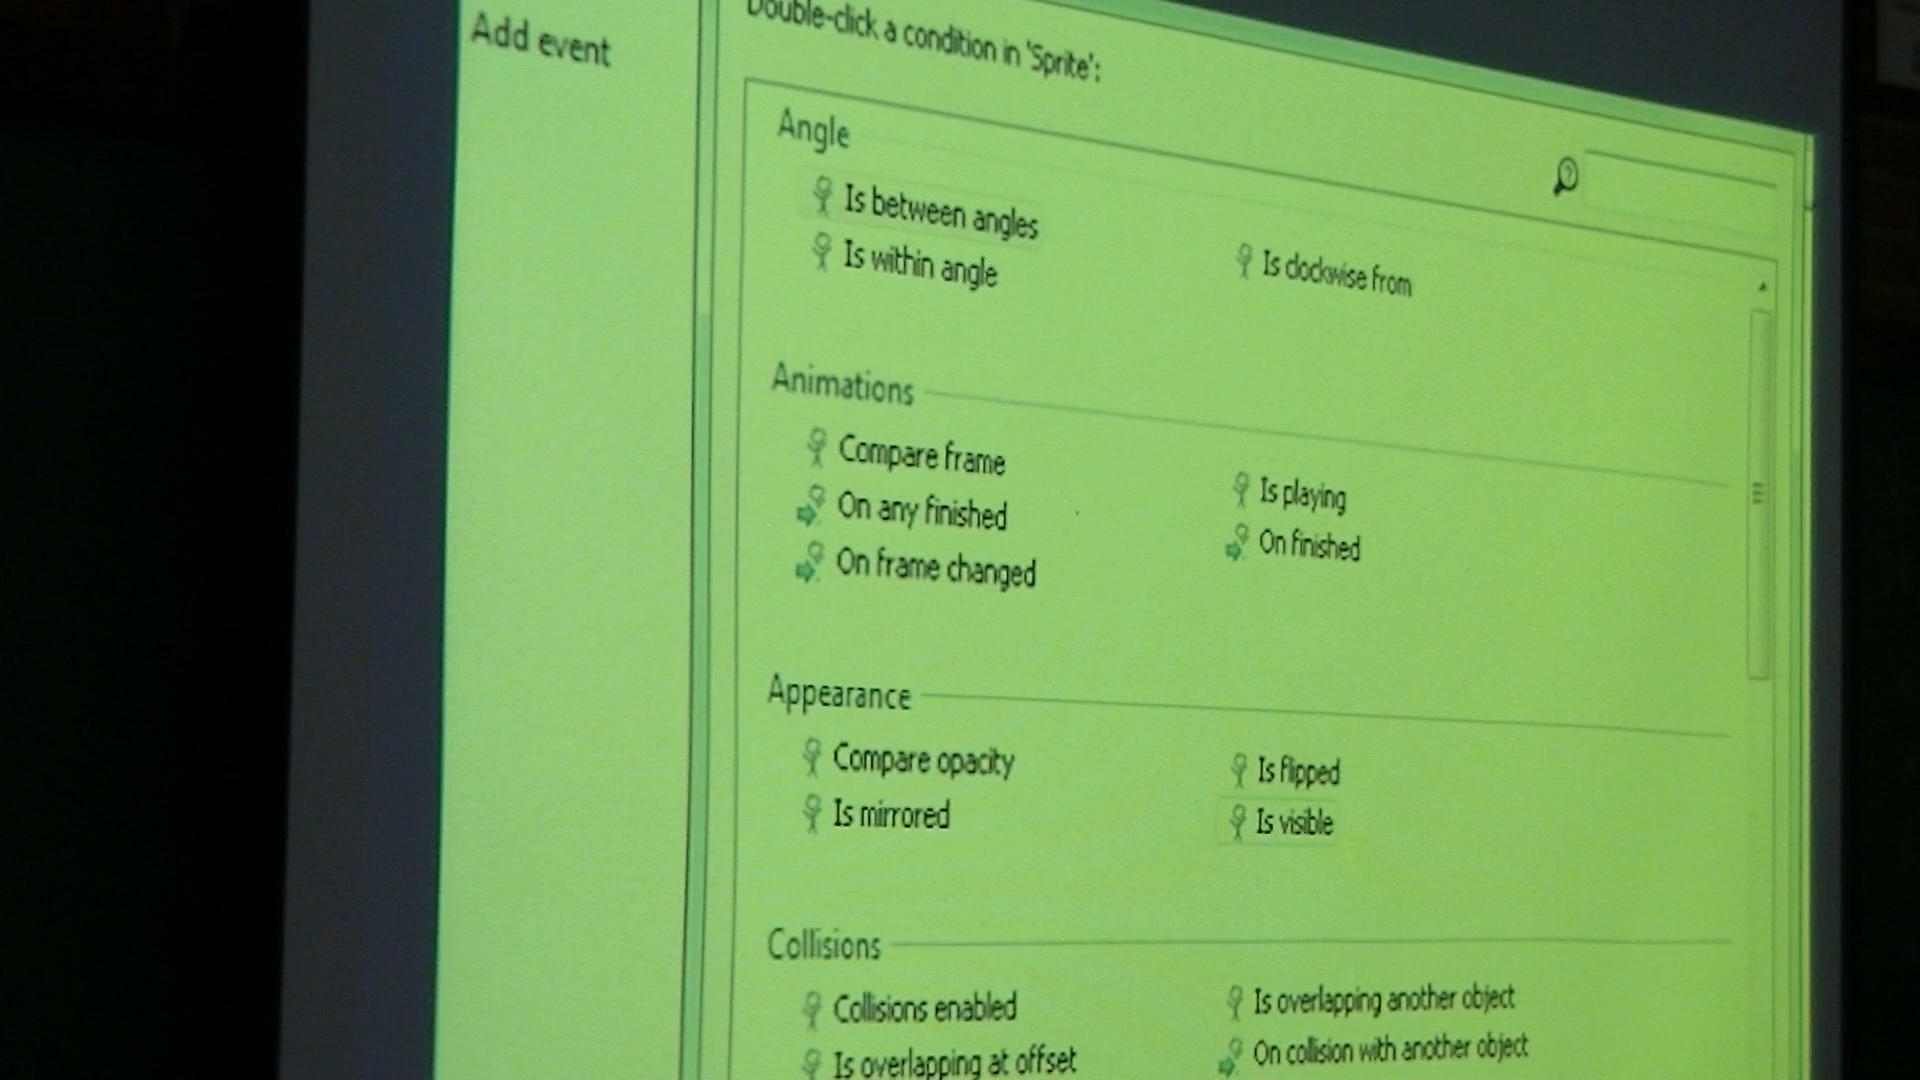 Add event
Double-click a condition in 'Sprite':
Angle
Is between angles
Is clockwise from
Is within angle
Animations
Compare frame
Is playing
On any finished
On finished
On frame changed
Appearance
Compare opacity
Is flipped
Is mirrored
Is visible
Collisions
Collisions enabled
Is overlapping another object
Is overlapping at offset
On collision with another object